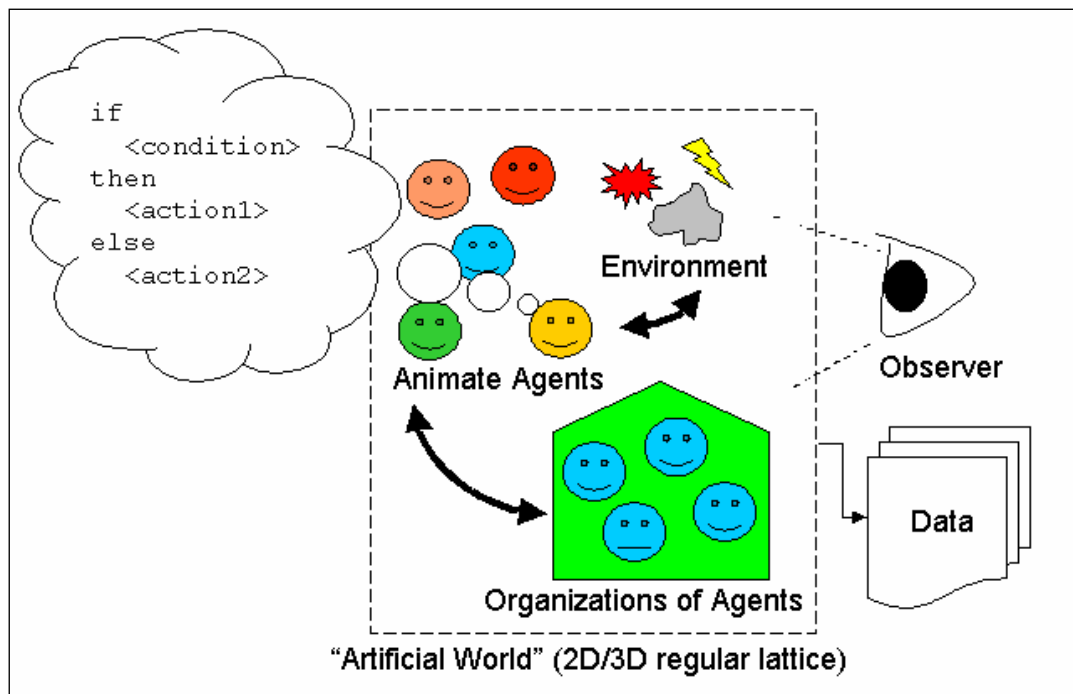 if
<condition>
then
<action1>
else
<action2>
Environment
Animate Agents
Observer
Data
Organizations of Agents
“Artificial World” (2D/3D regular lattice)